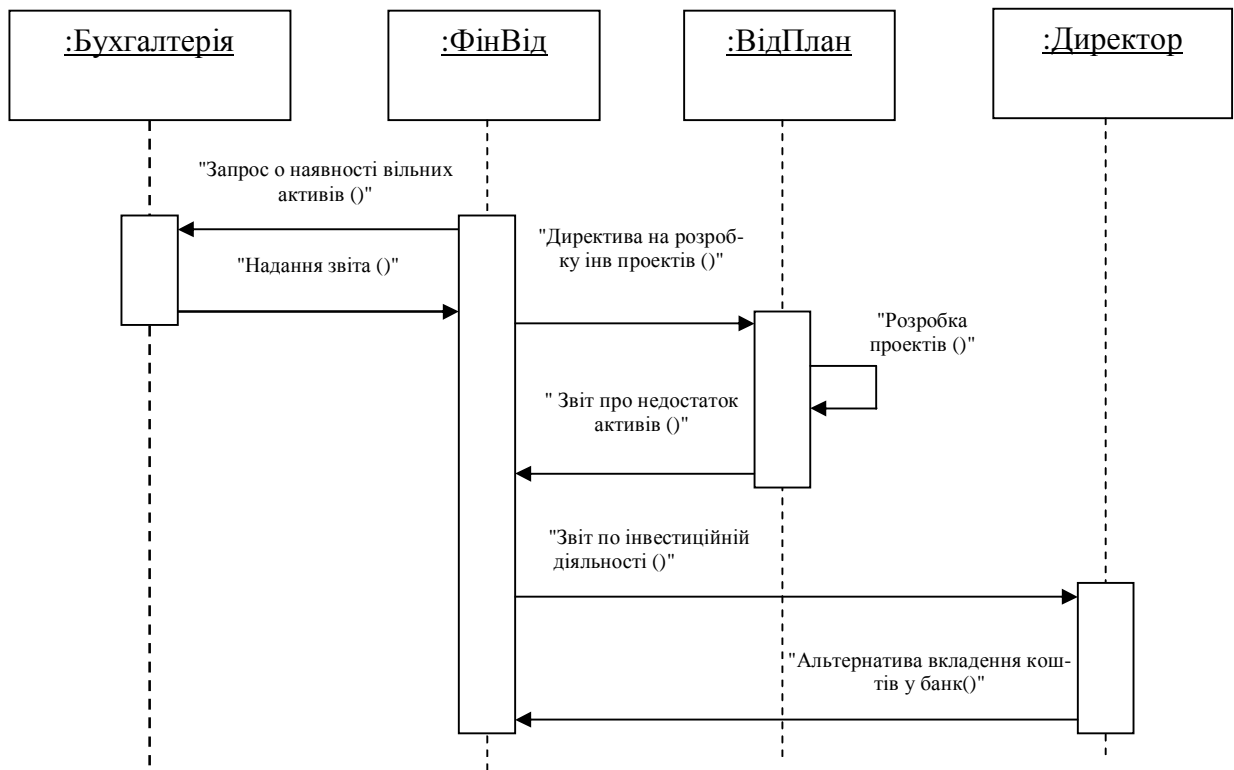 :Бухгалтерія
:ФінВід
:ВідПлан
:Директор
"Запрос о наявності вільних
активів ()"
"Директива на розроб-
ку інв проектів ()"
"Надання звіта ()"
"Розробка
проектів ()"
" Звіт про недостаток
активів ()"
"Звіт по інвестиційній
діяльності ()"
"Альтернатива вкладення кош-
тів у банк()"